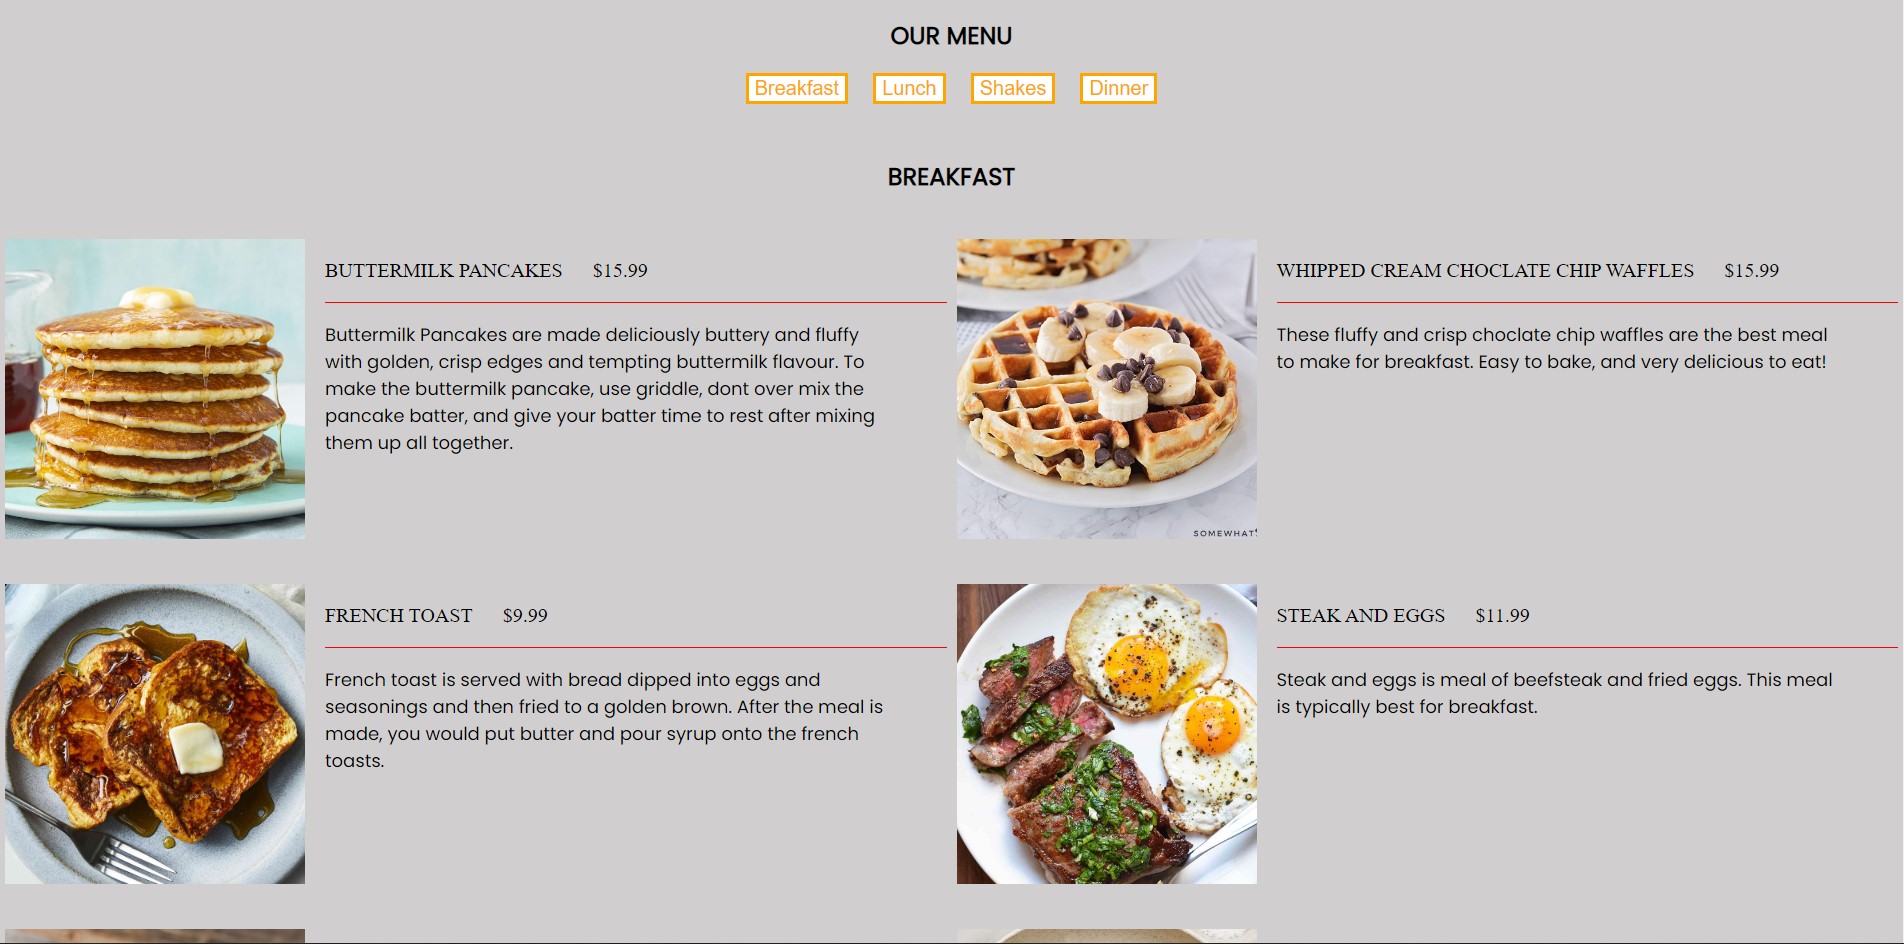 OUR MENU
Breakfast Lunch Shakes Dinner
BREAKFAST
BUTTERMILK PANCAKES $15.99
Buttermilk Pancakes are made deliciously buttery and fluffy
with golden, crisp edges and tempting buttermilk flavour. To
make the buttermilk pancake, use griddle, dont over mix the
pancake batter, and give your batter time to rest after mixing
them up all together.
WHIPPED CREAM CHOCLATE CHIP WAFFLES $15.99
These fluffy and crisp choclate chip waffles are the best meal
to make for breakfast. Easy to bake, and very delicious to eat!
SOMEWHAT
FRENCH TOAST $9.99
French toast is served with bread dipped into eggs and
seasonings and then fried to a golden brown. After the meal is
made, you would put butter and pour syrup onto the french
toasts.
STEAK AND EGGS $11.99
Steak and eggs is meal of beefsteak and fried eggs. This meal
is typically best for breakfast.